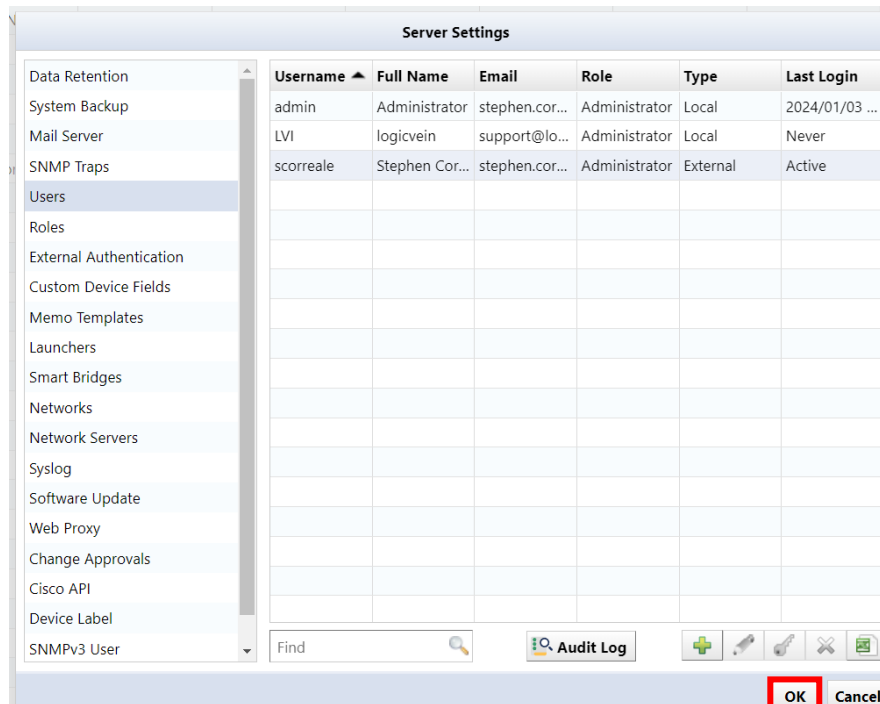 Server Settings
Data Retention
System Backup
Mail Server
SNMP Traps
Users
Roles
External Authentication
Custom Device Fields
Memo Templates
Launchers
Smart Bridges
Networks
Network Servers
Syslog
Software Update
Web Proxy
Change Approvals
Cisco API
Device Label
SNMPv3 User
Username Full Name Email Role Type Last Login
admin Administrator stephen.cor... Administrator Local 2024/01/03 ...
LVI logicvein support@lo... Administrator Local Never
scorreale Stephen Cor... stephen.cor... Administrator External Active
Find Audit Log
OK Cancel